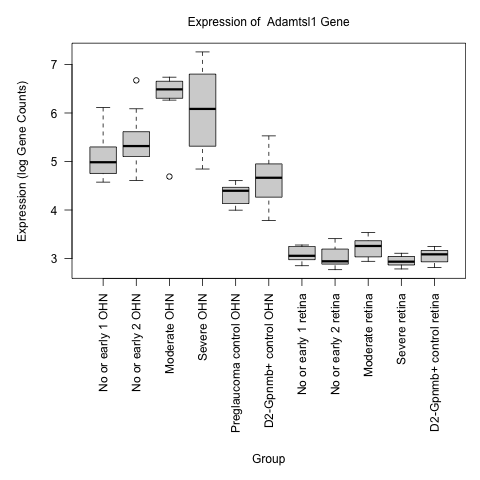 Expression of Adamtsl1 Gene
Expression (log Gene Counts)
7
6
5
4
3
No or early 1 OHN
No or early 2 OHN
Moderate OHN
Severe OHN
Preglaucoma control OHN
D2-Gpnmb+ control OHN
No or early 1 retina
No or early 2 retina
Moderate retina
Severe retina
D2-Gpnmb+ control retina
Group